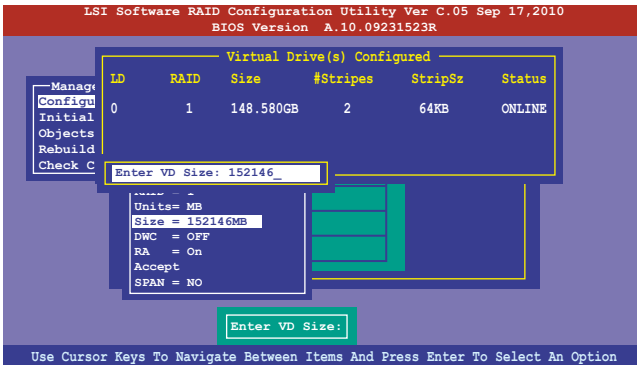 LSI Software RAID Configuration Utility Ver C.05 Sep 17,2010
BIOS Version A.10.09231523R
Virtual Drive(s) Configured
LD RAID Size #Stripes StripSz Status
0 1 148.580GB 2 64KB ONLINE
Manage
Configu
Initial
Objects
Rebuild
Check C
Enter VD Size: 152146_
RAID = 1
Units= MB
Size = 152146MB
DWC = OFF
RA = On
Accept
SPAN = NO
Enter VD Size:
Use Cursor Keys To Navigate Between Items And Press Enter To Select An Option